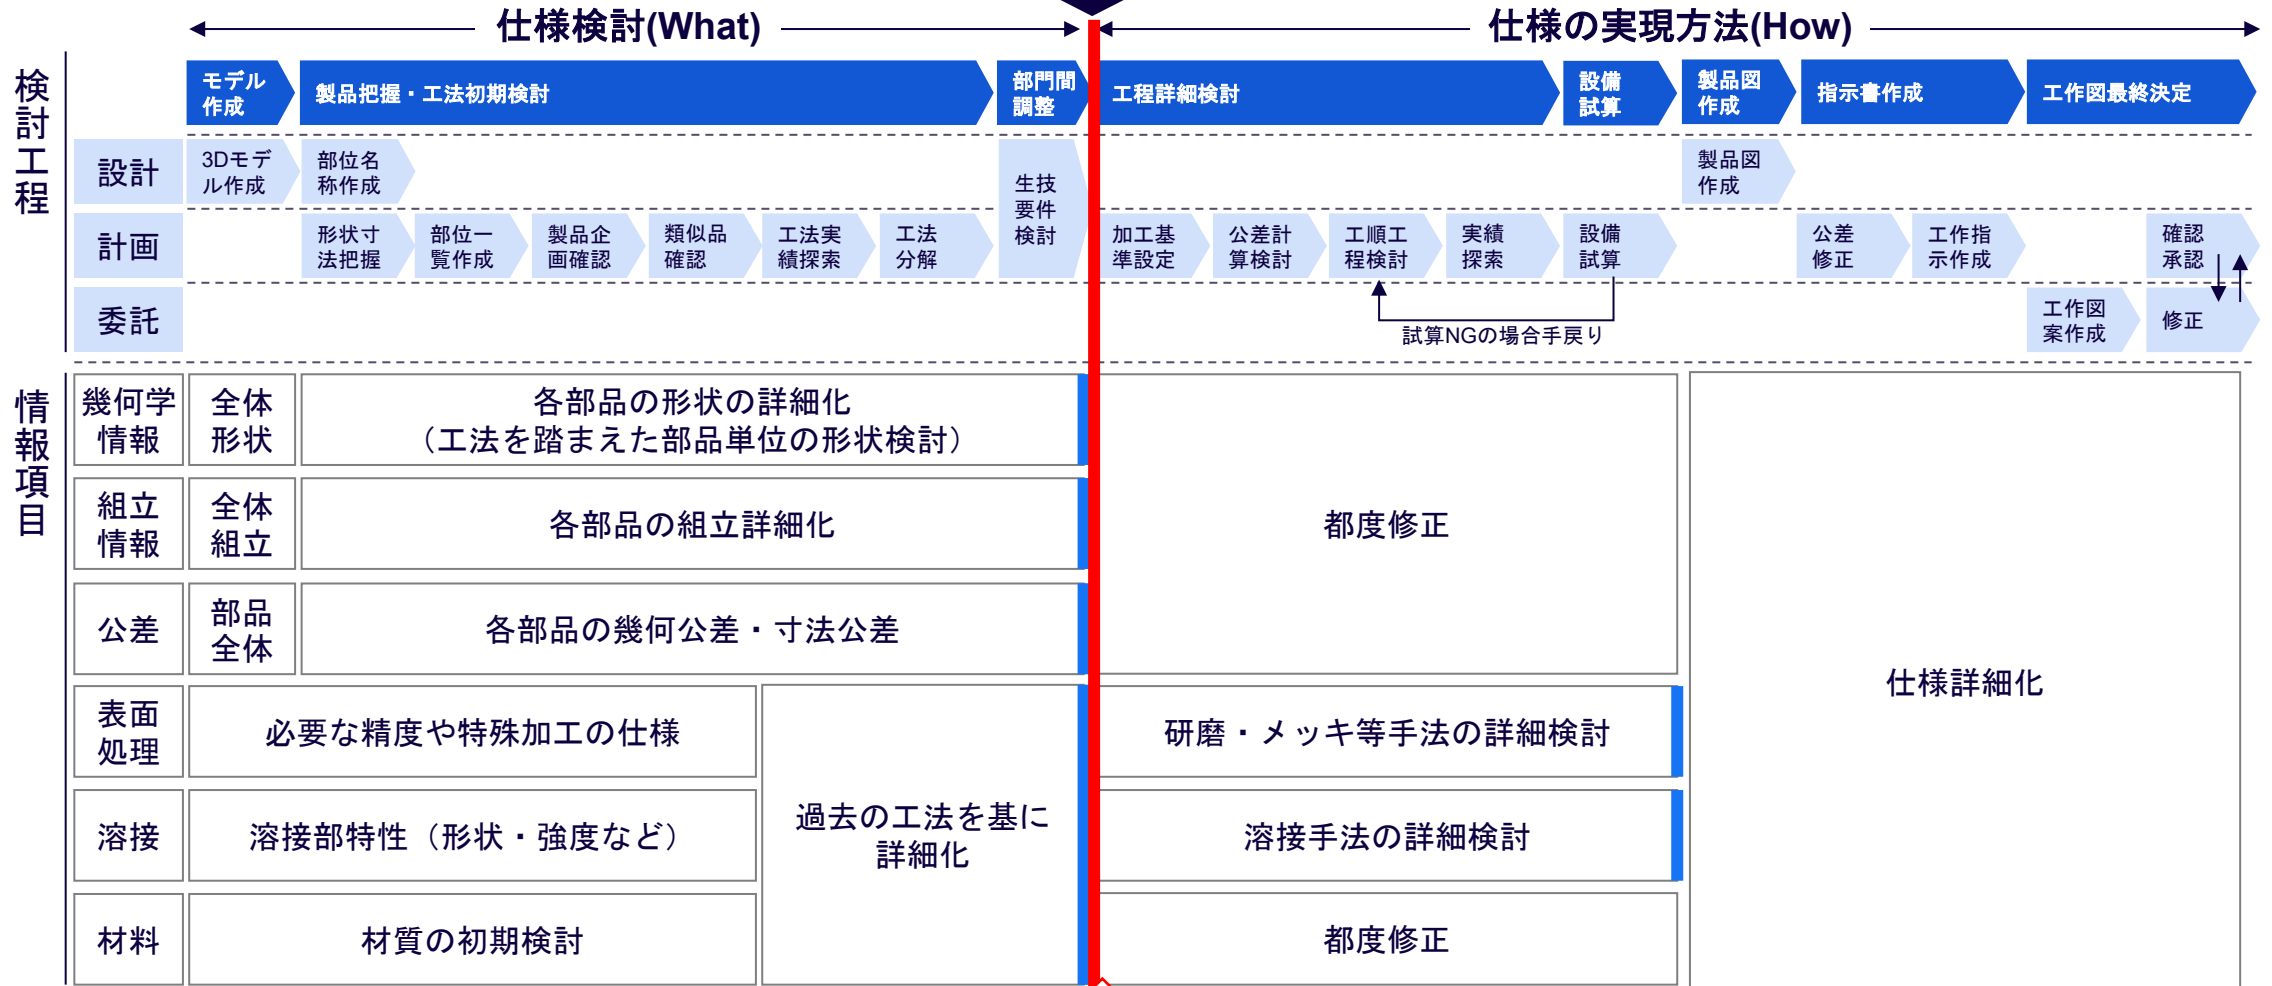 仕様検討(What)
仕様の実現方法(How)
検討工程
モデル
作成
製品把握・工法初期検討
部門間
調整
工程詳細検討
設備
試算
製品図
作成
指示書作成
工作図最終決定
設計
3Dモデ
ル作成
部位名
称作成
生技
要件
検討
製品図
作成
計画
形状寸
法把握
部位一
覧作成
製品企
画確認
類似品
確認
工法実
績探索
工法
分解
加工基
準設定
公差計
算検討
工順工
程検討
実績
探索
設備
試算
公差
修正
工作指
示作成
確認
承認
委託
試算NGの場合手戻り
工作図
案作成
修正
情報項目
幾何学
情報
全体
形状
各部品の形状の詳細化
（工法を踏まえた部品単位の形状検討）
組立
情報
全体
組立
各部品の組立詳細化
都度修正
公差
部品
全体
各部品の幾何公差・寸法公差
仕様詳細化
表面
処理
必要な精度や特殊加工の仕様
過去の工法を基に
詳細化
研磨・メッキ等手法の詳細検討
溶接
溶接部特性（形状・強度など）
溶接手法の詳細検討
材料
材質の初期検討
都度修正